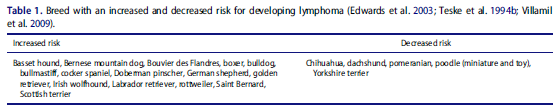 Table 1. Breed with an increased and decreased risk for developing lymphoma (Edwards et al. 2003; Teske et al. 1994b; Villamil
et al. 2009).
Increased risk Decreased risk
Basset hound, Bernese mountain dog, Bouvier des Flandres, boxer, bulldog, Chihuahua, dachshund, pomeranian, poodle (miniature and toy),
bullmastiff, cocker spaniel, Doberman pinscher, German shepherd, golden Yorkshire terrier
retriever, Irish wolfhound, Labrador retriever, rottweiler, Saint Bernard,
Scottish terrier